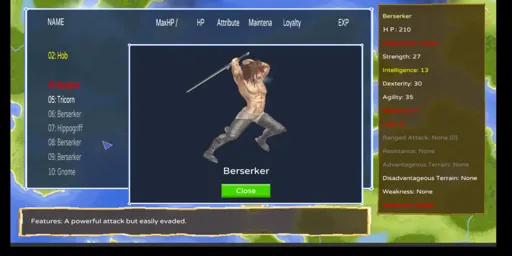 NAME MaxHP / HP Attribute Maintena Loyalty EXP
02: Hob
05: Tricorn
06: Berserker
07: Hippogriff
08: Berserker
09: Berserker
10: Gnome
Berserker
Close
Features: A powerful attack but easily evaded.
Berserker
HP: 210
Strength: 27
Intelligence: 13
Dexterity: 30
Agility: 35
Ranged Attack: None (0)
Resistance: None
Advantageous Terrain: None
Disadvantageous Terrain: None
Weakness: None